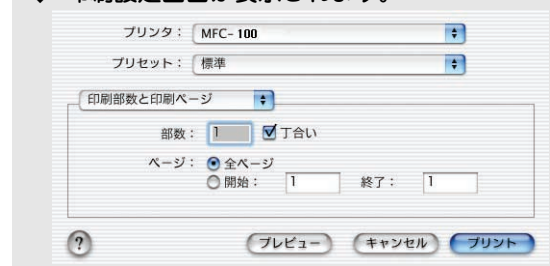 プリンタ： MFC-100
プリセット： 標準
印刷部数と印刷ページ
部数： 1 丁合い
ページ： 全ページ
開始： 1 終了： 1
? プレビュー キャンセル プリント